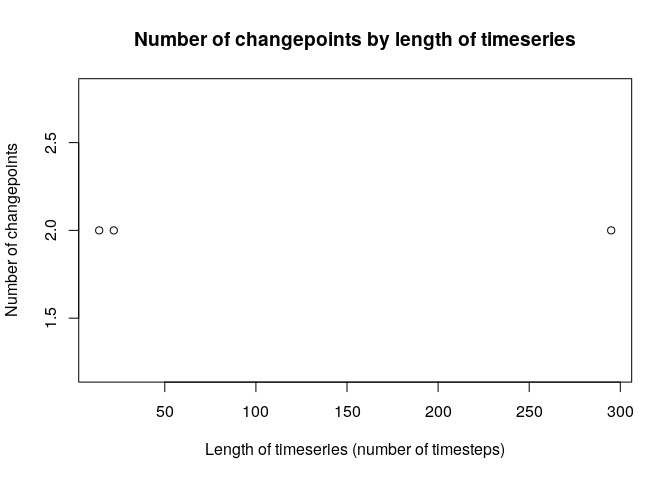 Number of changepoints by length of timeseries
Number of changepoints
2.5
2.0
1.5
50 100 150 200 250 300
Length of timeseries (number of timesteps)